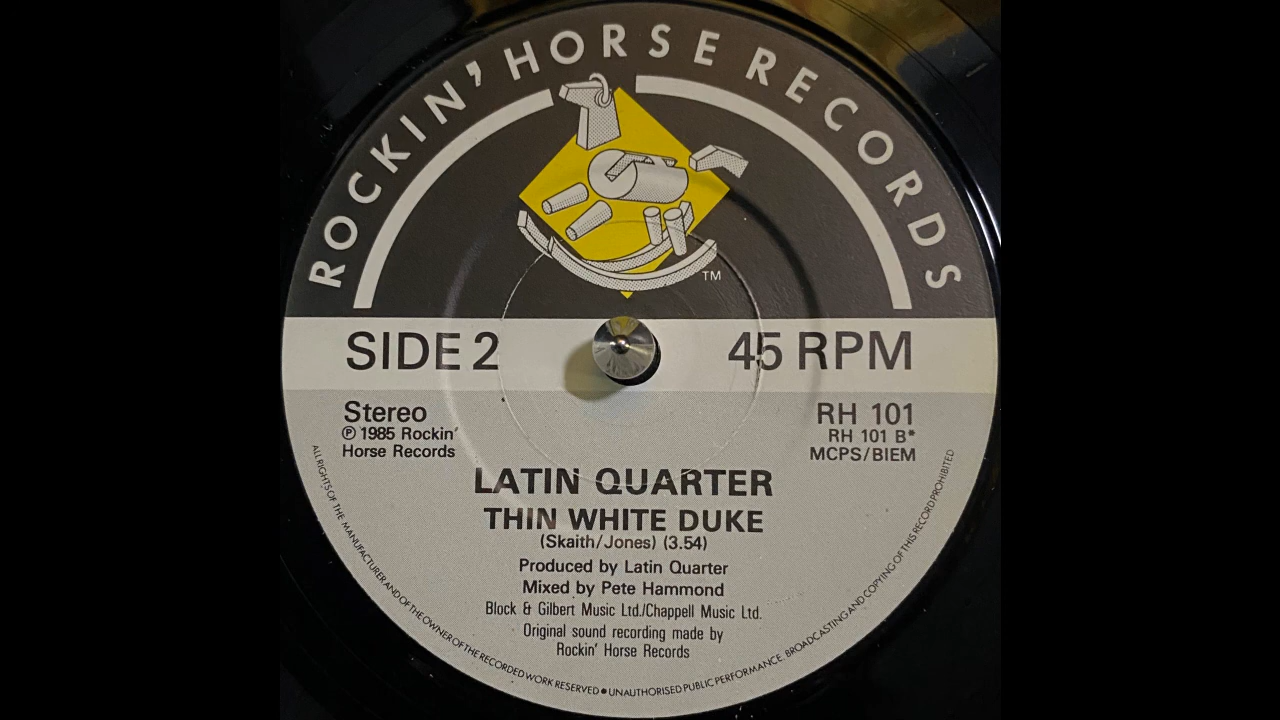 ROCKIN' HORSE RECORDS
TM
SIDE 2
45 RPM
Stereo
℗ 1985 Rockin'
Horse Records
RH 101
RH 101 B*
MCPS/BIEM
LATIN QUARTER
THIN WHITE DUKE
(Skaith/Jones) (3.54)
Produced by Latin Quarter
Mixed by Pete Hammond
Block & Gilbert Music Ltd./Chappell Music Ltd.
Original sound recording made by
Rockin' Horse Records
ALL RIGHTS OF THE MANUFACTURER AND OF THE OWNER OF THE RECORDED WORK RESERVED ● UNAUTHORISED PUBLIC PERFORMANCE. BROADCASTING AND COPYING OF THIS RECORD PROHIBITED